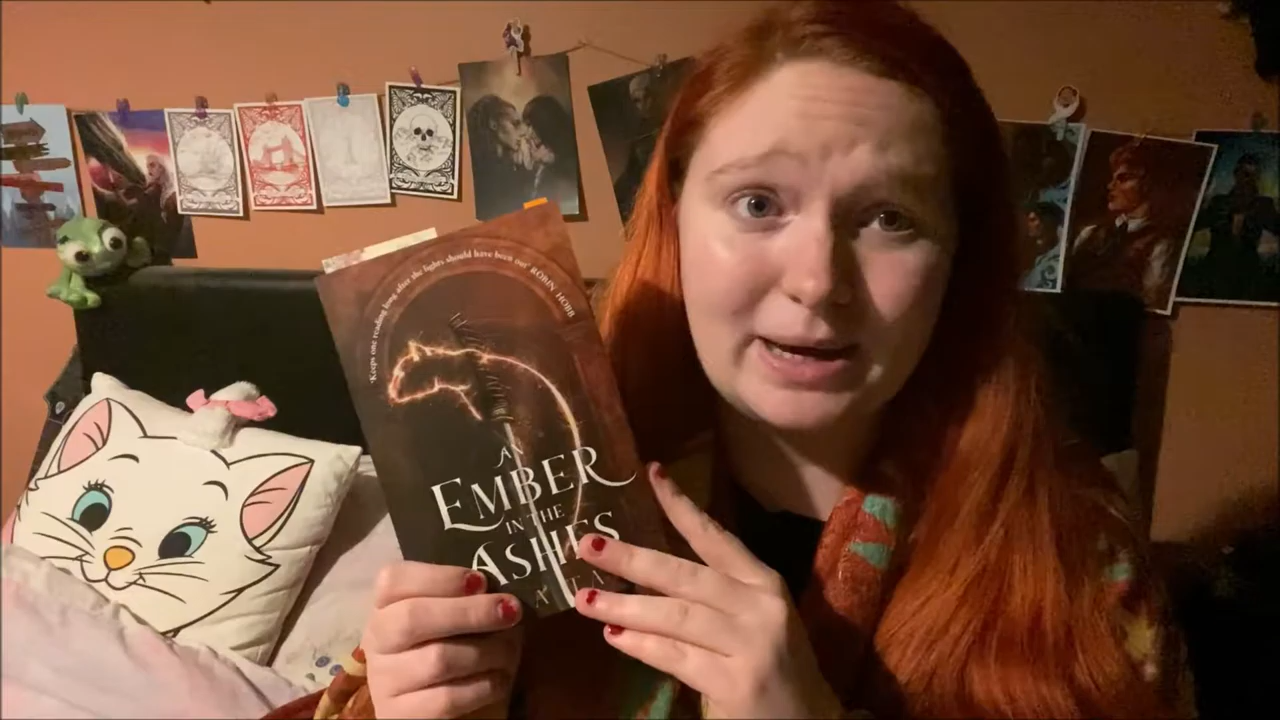 'Keeps one reading long after the lights should have been out' ROBIN HOBB
AN
EMBER
IN THE
ASHES